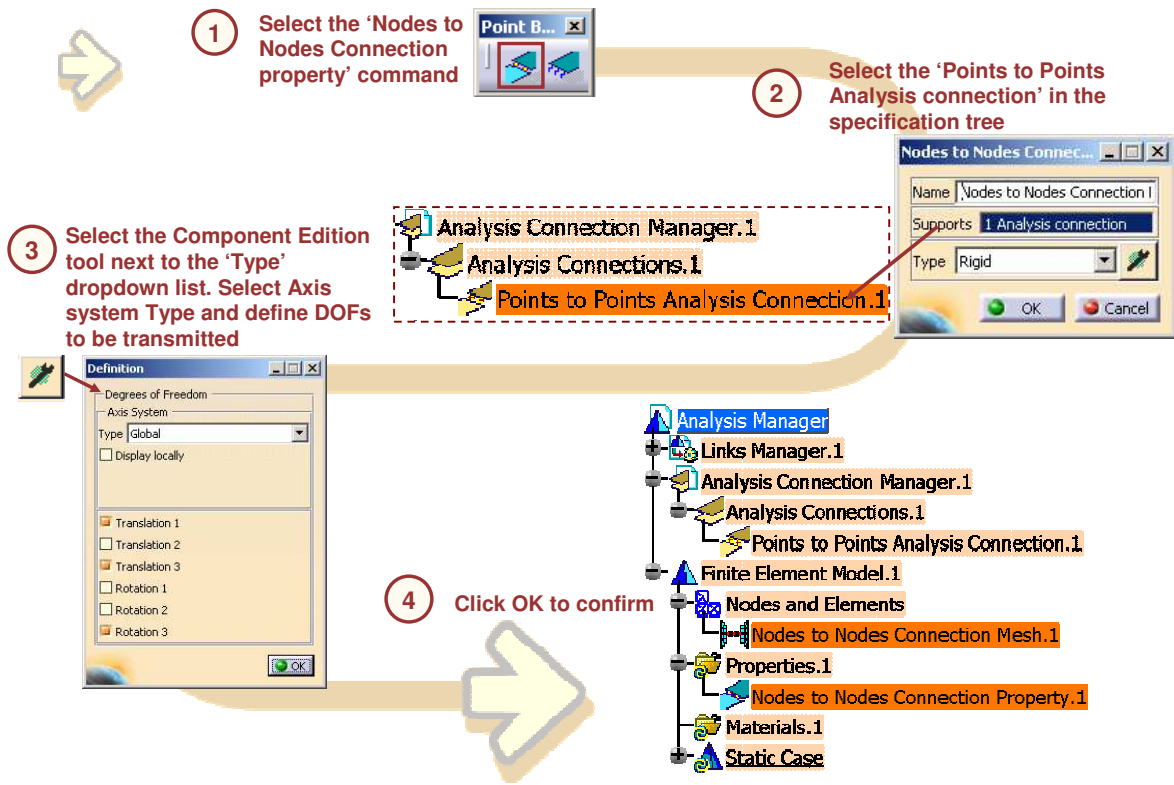 1
Select the ‘Nodes to
Nodes Connection
property’ command
Point B...
2
Select the ‘Points to Points
Analysis connection’ in the
specification tree
Nodes to Nodes Connec...
Name Nodes to Nodes Connection
Supports 1 Analysis connection
Type Rigid
OK Cancel
Analysis Connection Manager.1
Analysis Connections.1
Points to Points Analysis Connection.1
3
Select the Component Edition
tool next to the ‘Type’
dropdown list. Select Axis
system Type and define DOFs
to be transmitted
Definition
Degrees of Freedom
Axis System
Type Global
Display locally
Translation 1
Translation 2
Translation 3
Rotation 1
Rotation 2
Rotation 3
OK
4
Click OK to confirm
Analysis Manager
Links Manager.1
Analysis Connection Manager.1
Analysis Connections.1
Points to Points Analysis Connection.1
Finite Element Model.1
Nodes and Elements
Nodes to Nodes Connection Mesh.1
Properties.1
Nodes to Nodes Connection Property.1
Materials.1
Static Case